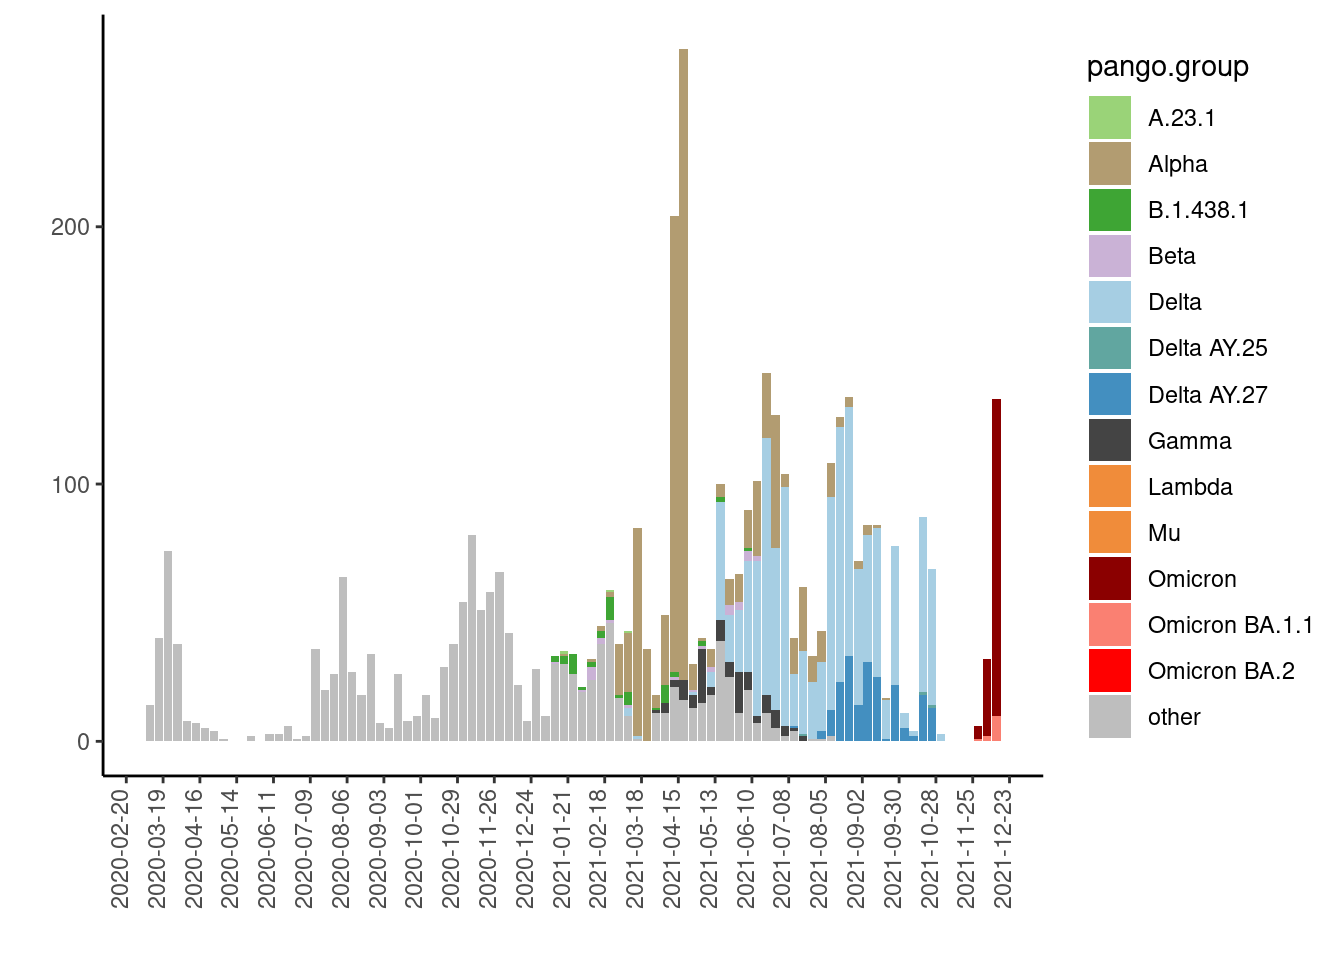 pango.group
A.23.1
Alpha
B.1.438.1
Beta
Delta
Delta AY.25
Delta AY.27
Gamma
Lambda
Mu
Omicron
Omicron BA.1.1
Omicron BA.2
other
200
100
0
2020-02-20
2020-03-19
2020-04-16
2020-05-14
2020-06-11
2020-07-09
2020-08-06
2020-09-03
2020-10-01
2020-10-29
2020-11-26
2020-12-24
2021-01-21
2021-02-18
2021-03-18
2021-04-15
2021-05-13
2021-06-10
2021-07-08
2021-08-05
2021-09-02
2021-09-30
2021-10-28
2021-11-25
2021-12-23